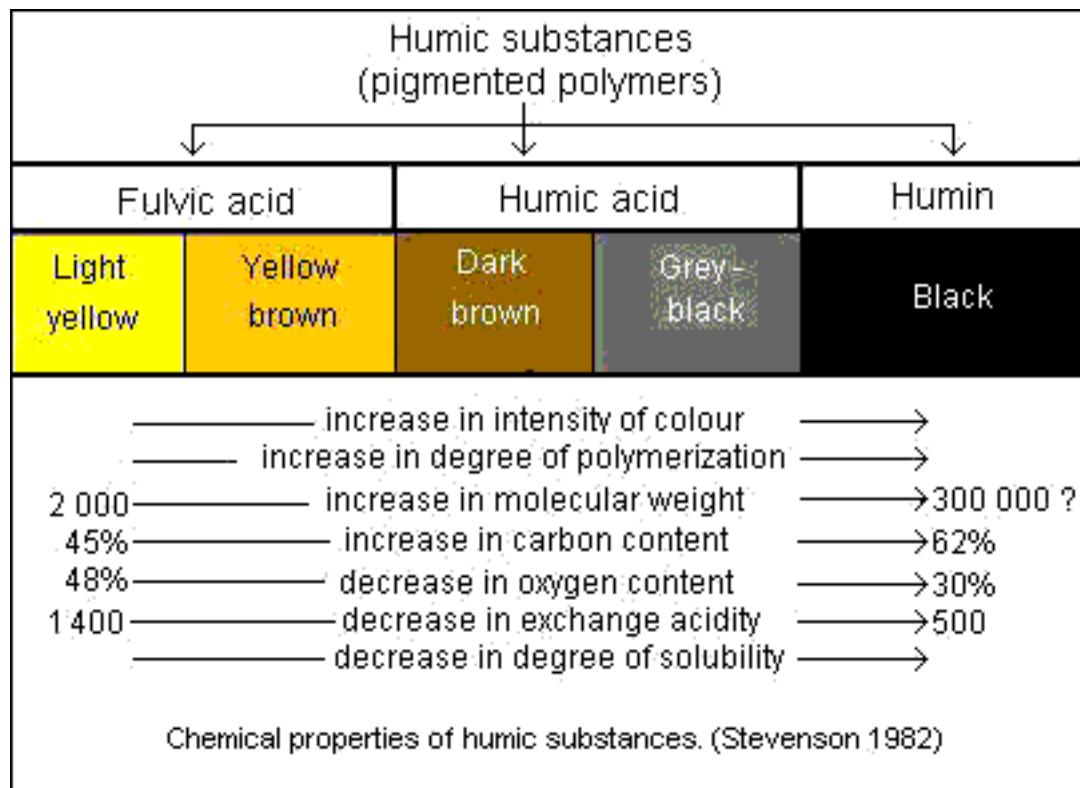 Humic substances
(pigmented polymers)
Fulvic acid Humic acid Humin
Light yellow
Yellow brown
Dark brown
Grey-black
Black
increase in intensity of colour
increase in degree of polymerization
2 000 increase in molecular weight 300 000 ?
45% increase in carbon content 62%
48% decrease in oxygen content 30%
1 400 decrease in exchange acidity 500
decrease in degree of solubility
Chemical properties of humic substances. (Stevenson 1982)